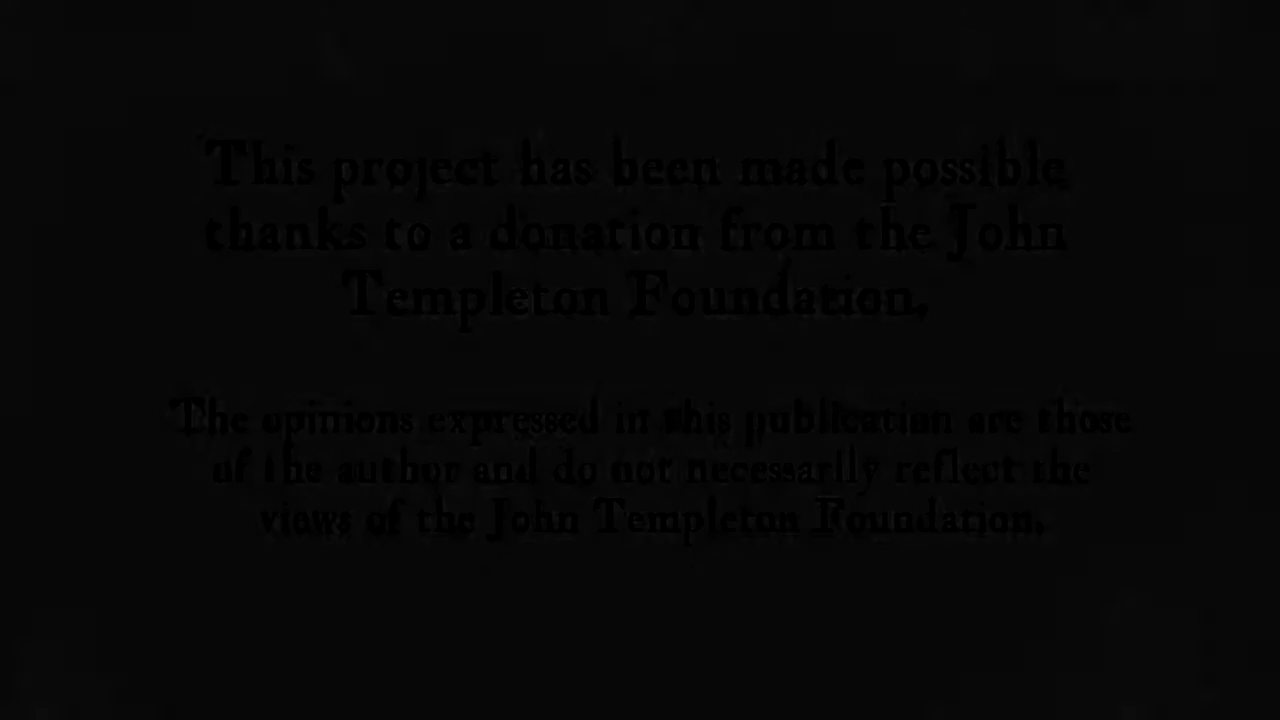 This project has been made possible
thanks to a donation from the John
Templeton Foundation.
The opinions expressed in this publication are those
of the author and do not necessarily reflect the
views of the John Templeton Foundation.